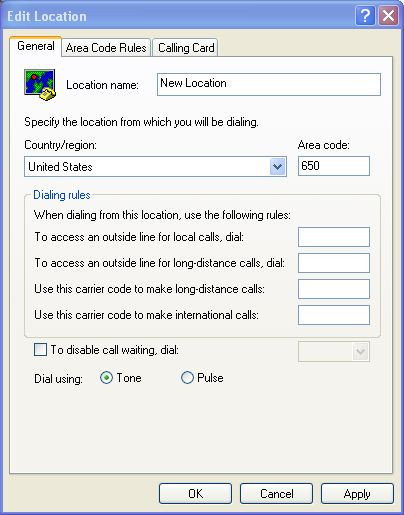 Edit Location
General Area Code Rules Calling Card
Location name: New Location
Specify the location from which you will be dialing.
Country/region: Area code:
United States 650
Dialing rules
When dialing from this location, use the following rules:
To access an outside line for local calls, dial:
To access an outside line for long-distance calls, dial:
Use this carrier code to make long-distance calls:
Use this carrier code to make international calls:
To disable call waiting, dial:
Dial using: Tone Pulse
OK Cancel Apply